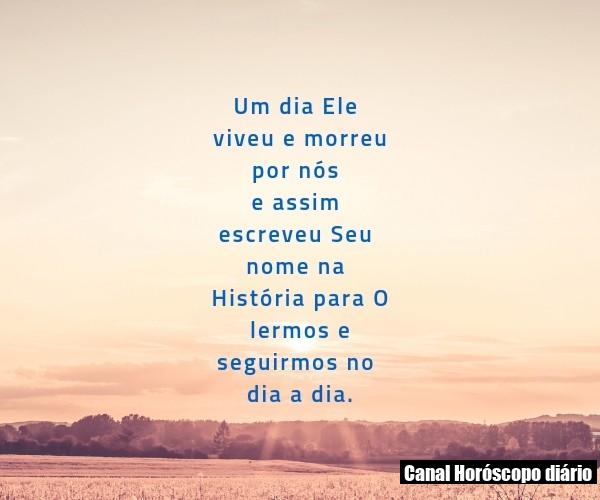 Um dia Ele
viveu e morreu
por nós
e assim
escreveu Seu
nome na
História para O
lermos e
seguirmos no
dia a dia.
Canal Horóscopo diário